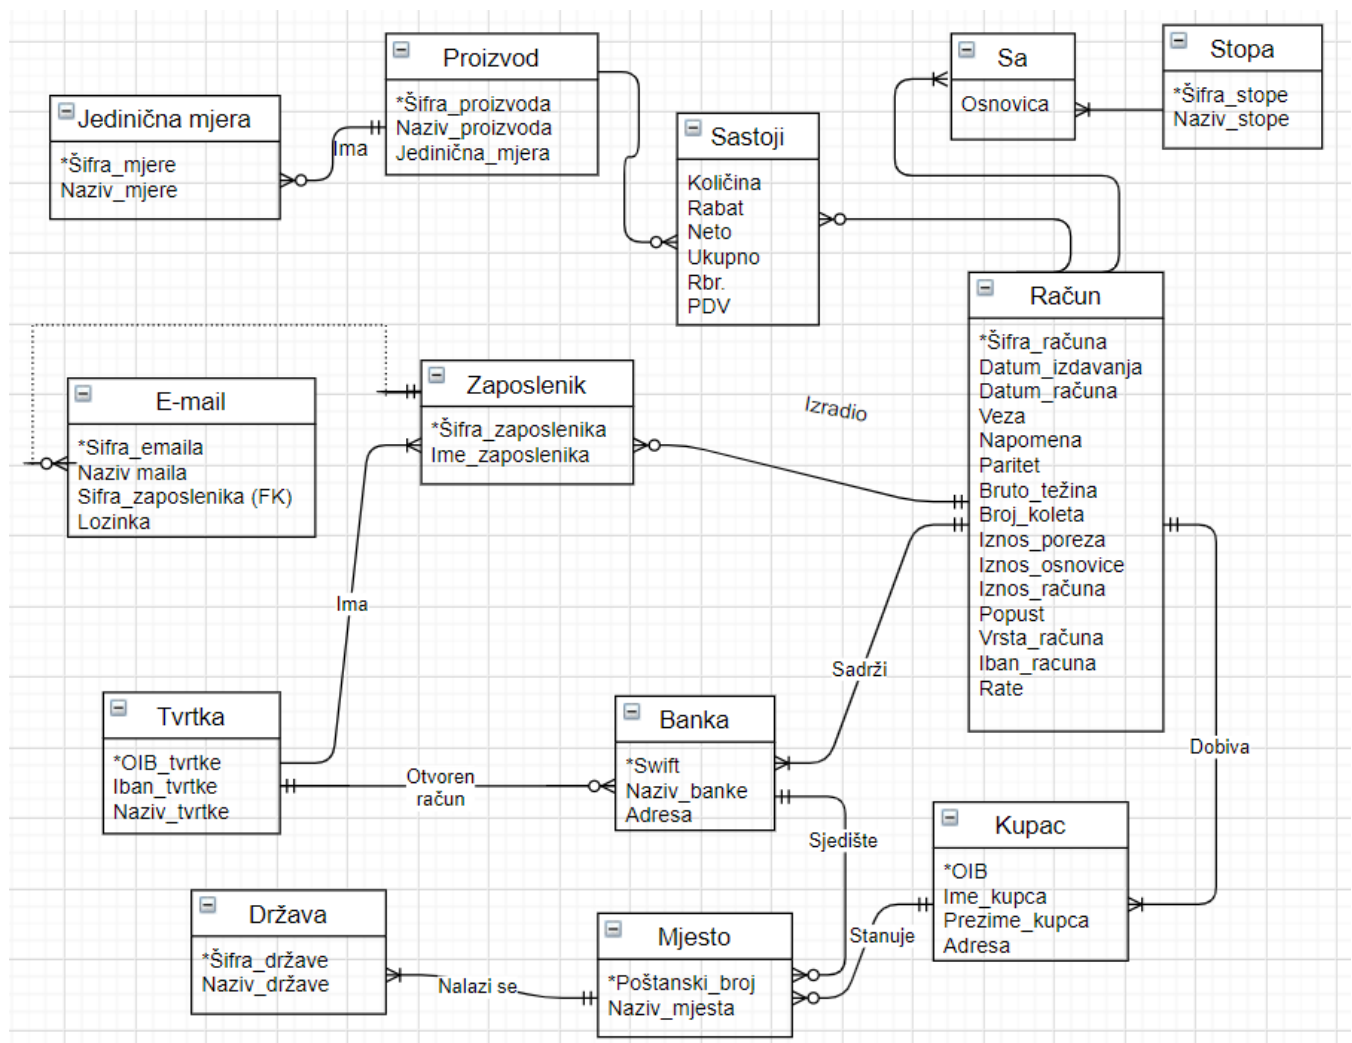 Proizvod
*Šifra_proizvoda
Naziv_proizvoda
Jedinična_mjera
Jedinična mjera
*Šifra_mjere
Naziv_mjere
Ima
Sastoji
Količina
Rabat
Neto
Ukupno
Rbr.
PDV
Sa
Osnovica
Stopa
*Šifra_stope
Naziv_stope
Račun
*Šifra_računa
Datum_izdavanja
Datum_računa
Veza
Napomena
Paritet
Bruto_težina
Broj_koleta
Iznos_poreza
Iznos_osnovice
Iznos_računa
Popust
Vrsta_računa
Iban_racuna
Rate
E-mail
*Sifra_emaila
Naziv maila
Sifra_zaposlenika (FK)
Lozinka
Zaposlenik
*Šifra_zaposlenika
Ime_zaposlenika
Izradio
Ima
Sadrži
Dobiva
Tvrtka
*OIB_tvrtke
Iban_tvrtke
Naziv_tvrtke
Otvoren
račun
Banka
*Swift
Naziv_banke
Adresa
Sjedište
Kupac
*OIB
Ime_kupca
Prezime_kupca
Adresa
Stanuje
Država
*Šifra_države
Naziv_države
Nalazi se
Mjesto
*Poštanski_broj
Naziv_mjesta